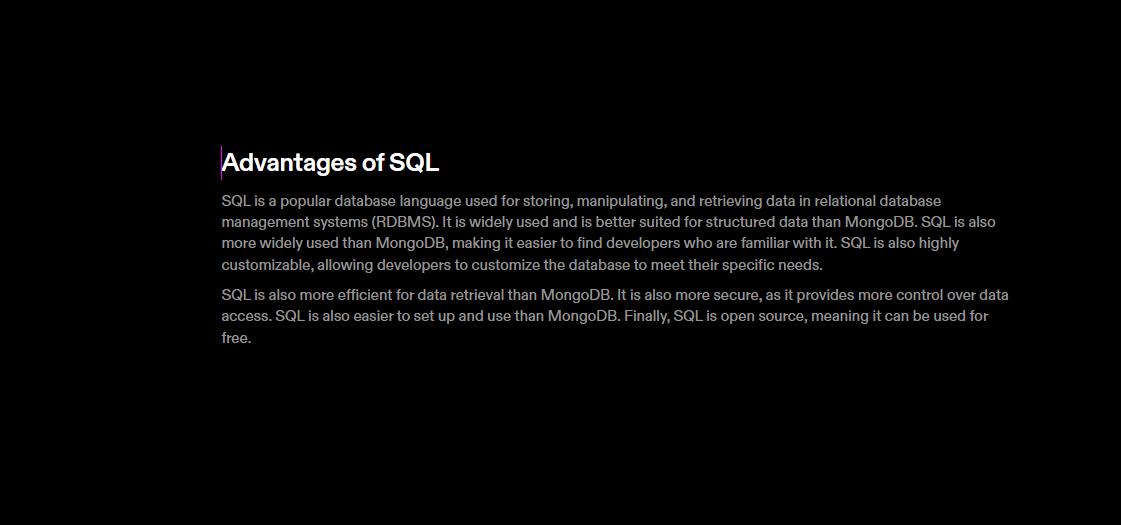 Advantages of SQL
SQL is a popular database language used for storing, manipulating, and retrieving data in relational database
management systems (RDBMS). It is widely used and is better suited for structured data than MongoDB. SQL is also
more widely used than MongoDB, making it easier to find developers who are familiar with it. SQL is also highly
customizable, allowing developers to customize the database to meet their specific needs.
SQL is also more efficient for data retrieval than MongoDB. It is also more secure, as it provides more control over data
access. SQL is also easier to set up and use than MongoDB. Finally, SQL is open source, meaning it can be used for
free.